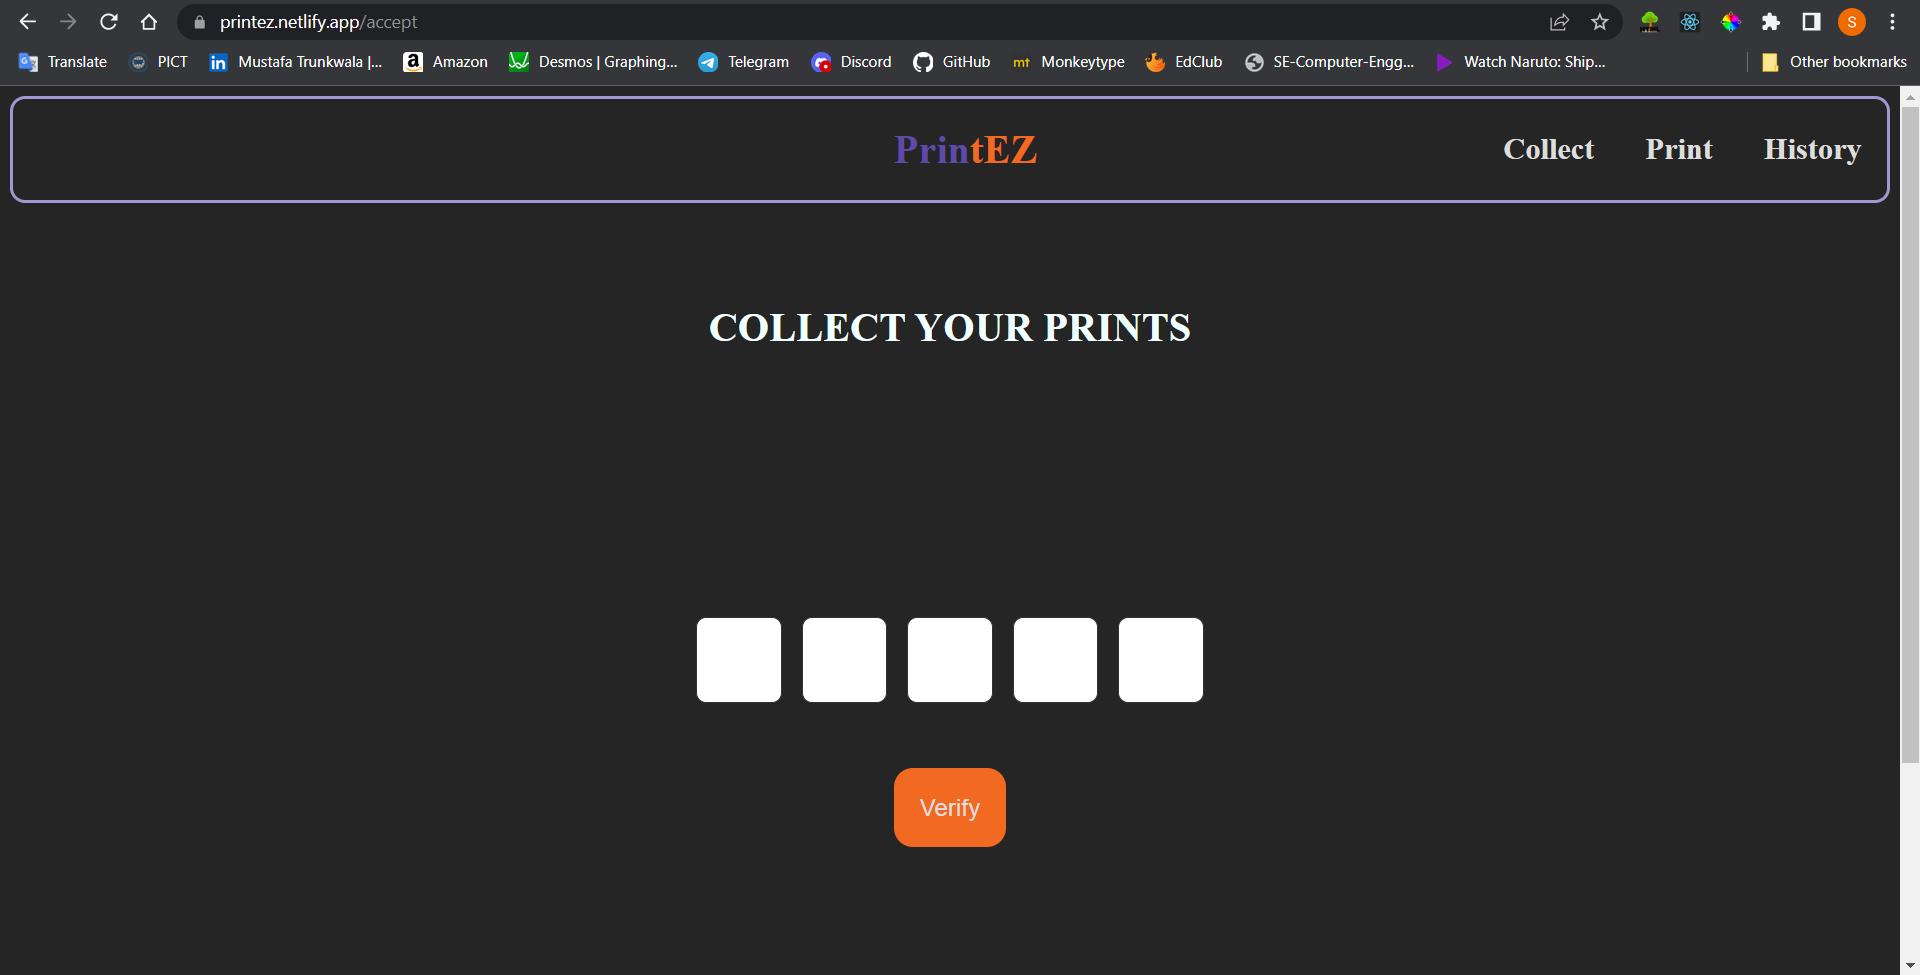 printez.netlify.app/accept
S
Translate PICT Mustafa Trunkwala |... Amazon Desmos | Graphing... Telegram Discord GitHub mt Monkeytype EdClub SE-Computer-Engg... Watch Naruto: Ship... Other bookmarks
PrintEZ Collect Print History
COLLECT YOUR PRINTS
Verify